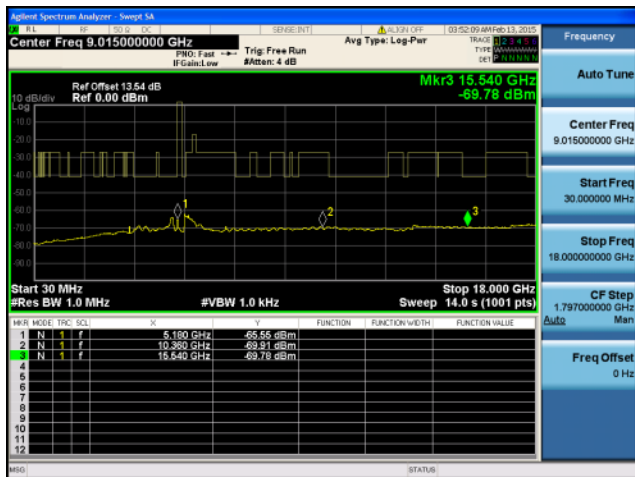 Agilent Spectrum Analyzer - Swept SA
RL RF 50 Ω DC SENSE:INT ALIGN OFF 03:52:09 AM Feb 13, 2015
Center Freq 9.015000000 GHz
PNO: Fast
IFGain:Low
Trig: Free Run
#Atten: 4 dB
Avg Type: Log-Pwr
TRACE 1 2 3 4 5 6
TYPE
DET P N N N N N
Ref Offset 13.54 dB
10 dB/div Ref 0.00 dBm
Log
Mkr3 15.540 GHz
-69.78 dBm
-10.0
-20.0
-30.0
-40.0
-50.0
-60.0
-70.0
-80.0
-90.0
1
2
3
Start 30 MHz Stop 18.000 GHz
#Res BW 1.0 MHz #VBW 1.0 kHz Sweep 14.0 s (1001 pts)
MKR MODE TRC SCL X Y FUNCTION FUNCTION WIDTH FUNCTION VALUE
1 N 1 f 5.180 GHz -65.55 dBm
2 N 1 f 10.360 GHz -69.91 dBm
3 N 1 f 15.540 GHz -69.78 dBm
4
5
6
7
8
9
10
11
12
MSG STATUS
Frequency
Auto Tune
Center Freq
9.015000000 GHz
Start Freq
30.000000 MHz
Stop Freq
18.000000000 GHz
CF Step
1.797000000 GHz
Auto Man
Freq Offset
0 Hz